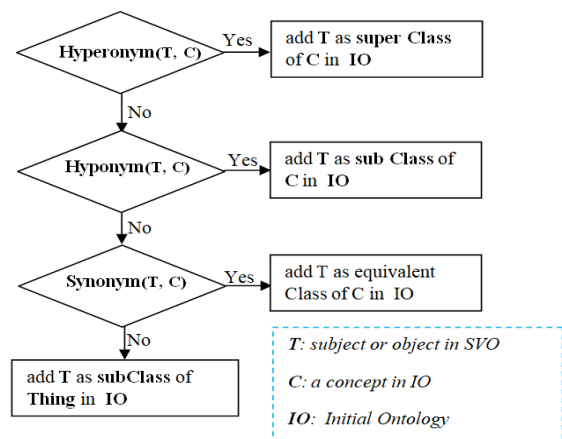 Hyperonym(T, C)
Yes
add T as super Class
of C in IO
No
Hyponym(T, C)
Yes
add T as sub Class of
C in IO
No
Synonym(T, C)
Yes
add T as equivalent
Class of C in IO
No
add T as subClass of
Thing in IO
T: subject or object in SVO
C: a concept in IO
IO: Initial Ontology